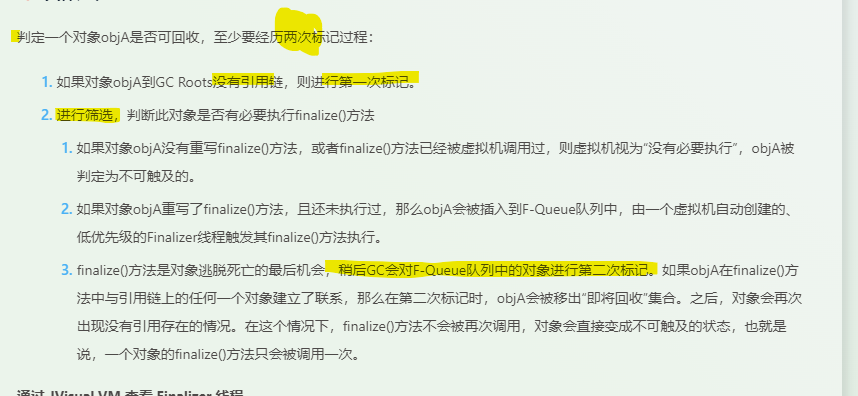 判定一个对象objA是否可回收，至少要经历两次标记过程：
1. 如果对象objA到GC Roots没有引用链，则进行第一次标记。
2. 进行筛选，判断此对象是否有必要执行finalize()方法
1. 如果对象objA没有重写finalize()方法，或者finalize()方法已经被虚拟机调用过，则虚拟机视为“没有必要执行”，objA被
判定为不可触及的。
2. 如果对象objA重写了finalize()方法，且还未执行过，那么objA会被插入到F-Queue队列中，由一个虚拟机自动创建的、
低优先级的Finalizer线程触发其finalize()方法执行。
3. finalize()方法是对象逃脱死亡的最后机会，稍后GC会对F-Queue队列中的对象进行第二次标记。如果objA在finalize()方
法中与引用链上的任何一个对象建立了联系，那么在第二次标记时，objA会被移出“即将回收”集合。之后，对象会再次
出现没有引用存在的情况。在这个情况下，finalize()方法不会被再次调用，对象会直接变成不可触及的状态，也就是
说，一个对象的finalize()方法只会被调用一次。
通过 JVisual VM 查看 Finalizer 线程